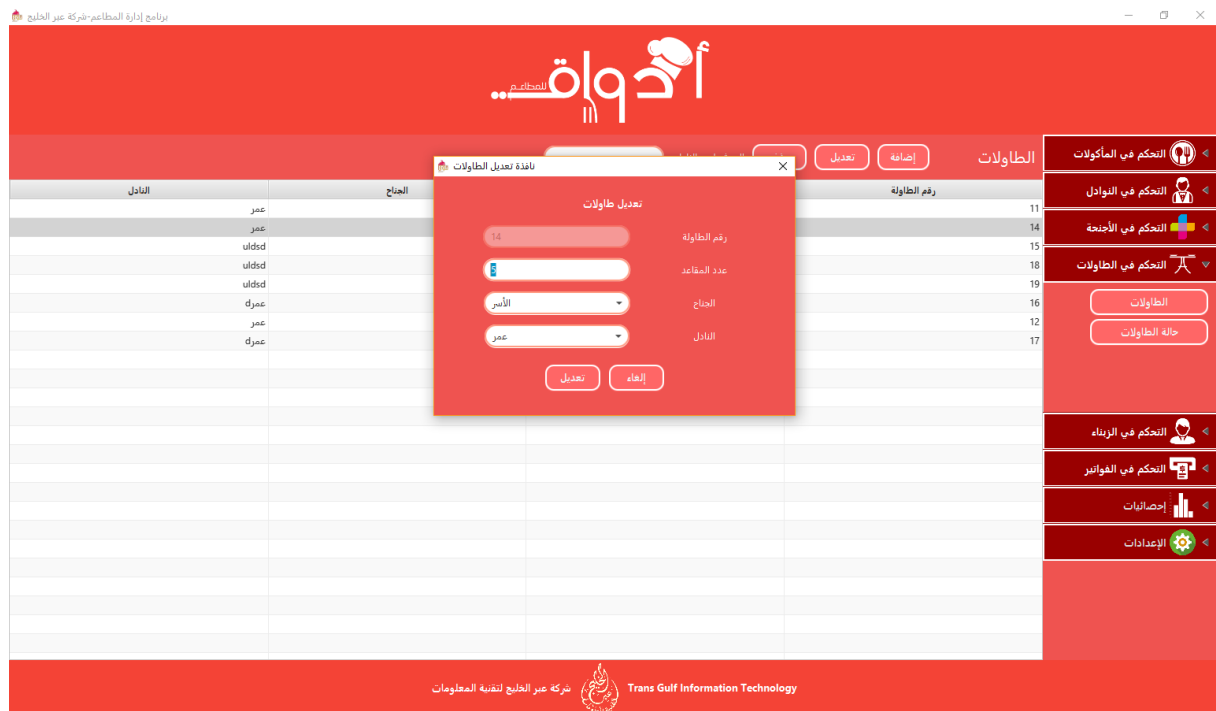 برنامج إدارة المطاعم-شركة عبر الخليج
أذواق
للمطاعم
الطاولات
إضافة
تعديل
رقم الطاولة
الجناح
النادل
11
عمر
14
عمر
15
uldsd
18
uldsd
19
uldsd
16
عمرd
12
عمر
17
عمرd
نافذة تعديل الطاولات
تعديل طاولات
رقم الطاولة
14
عدد المقاعد
5
الجناح
الأسر
النادل
عمر
إلغاء
تعديل
التحكم في المأكولات
التحكم في النوادل
التحكم في الأجنحة
التحكم في الطاولات
الطاولات
حالة الطاولات
التحكم في الزبناء
التحكم في الفواتير
إحصائيات
الإعدادات
شركة عبر الخليج لتقنية المعلومات
Trans Gulf Information Technology